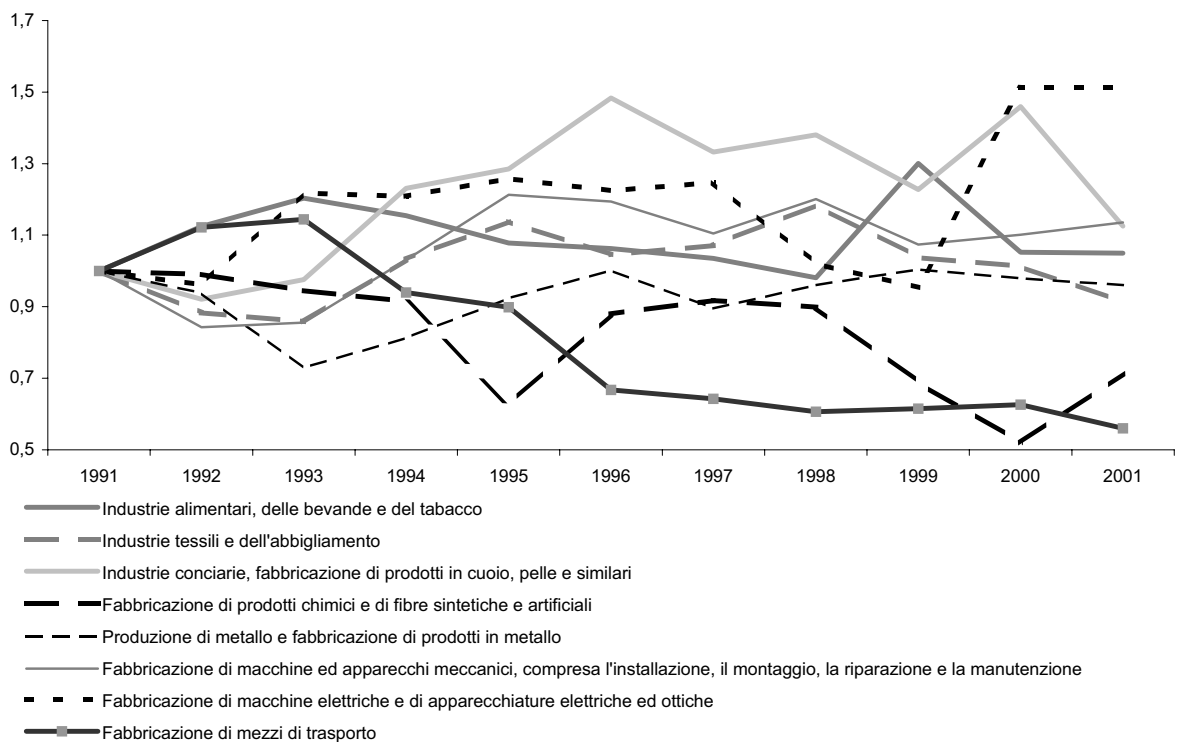 1,7
1,5
1,3
1,1
0,9
0,7
0,5
1991 1992 1993 1994 1995 1996 1997 1998 1999 2000 2001
Industrie alimentari, delle bevande e del tabacco
Industrie tessili e dell'abbigliamento
Industrie conciarie, fabbricazione di prodotti in cuoio, pelle e similari
Fabbricazione di prodotti chimici e di fibre sintetiche e artificiali
Produzione di metallo e fabbricazione di prodotti in metallo
Fabbricazione di macchine ed apparecchi meccanici, compresa l'installazione, il montaggio, la riparazione e la manutenzione
Fabbricazione di macchine elettriche e di apparecchiature elettriche ed ottiche
Fabbricazione di mezzi di trasporto